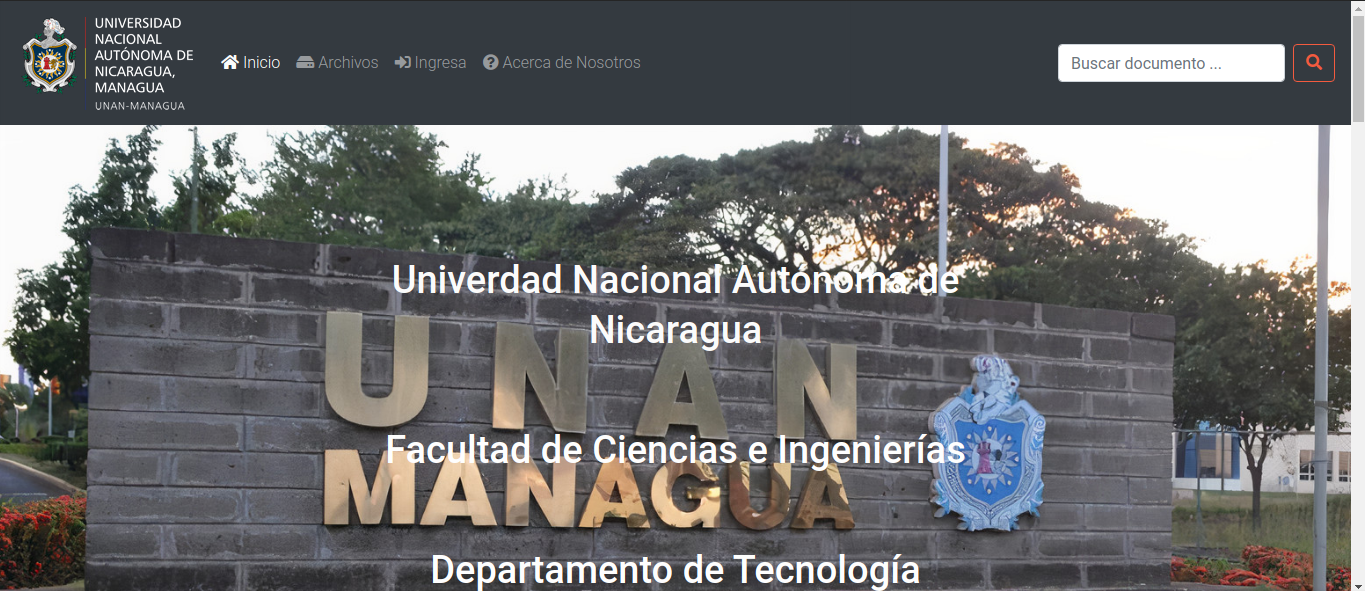 UNIVERSIDAD
NACIONAL
AUTÓNOMA DE
NICARAGUA,
MANAGUA
UNAN-MANAGUA
Inicio
Archivos
Ingresa
Acerca de Nosotros
Buscar documento ...
Univerdad Nacional Autónoma de
Nicaragua
UNAN
Facultad de Ciencias e Ingenierías
MANAGUA
Departamento de Tecnología